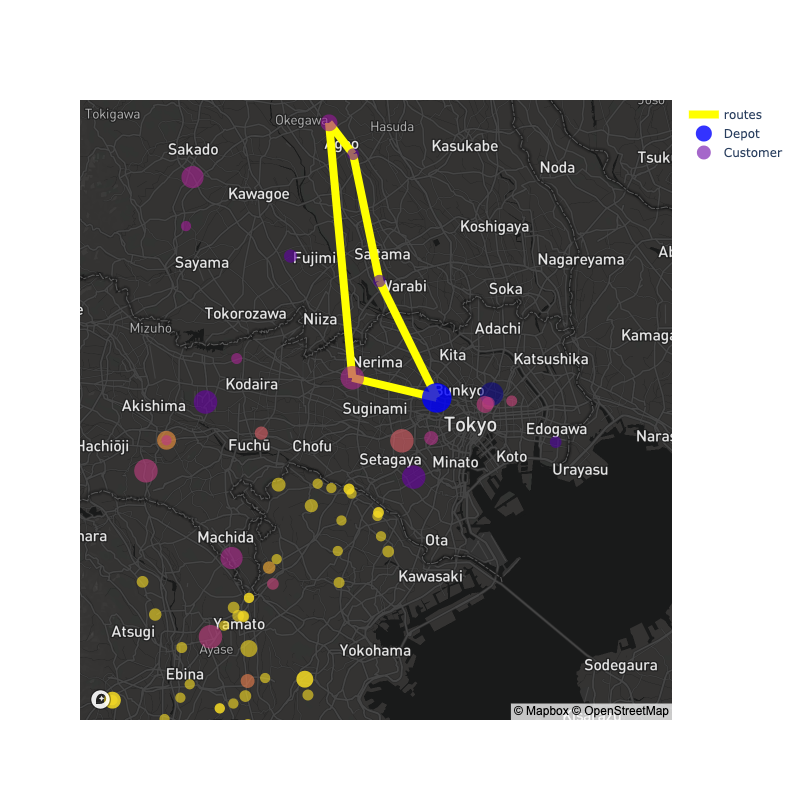 Tokigawa
Okegawa
Hasuda
Ageo
Sakado
Kasukabe
Noda
Tsuk
Kawagoe
Koshigaya
Sayama
Fujimi
Saitama
Nagareyama
Warabi
Soka
Tokorozawa
Niiza
Mizuho
Adachi
Kamaga
Kita
Nerima
Katsushika
Kodaira
Bunkyo
Akishima
Suginami
Tokyo
Edogawa
Naras
Hachiōji
Fuchū
Chofu
Setagaya
Minato
Koto
Urayasu
Machida
Ota
Kawasaki
Atsugi
Yamato
Ayase
Yokohama
Ebina
Sodegaura
© Mapbox © OpenStreetMap
routes
Depot
Customer